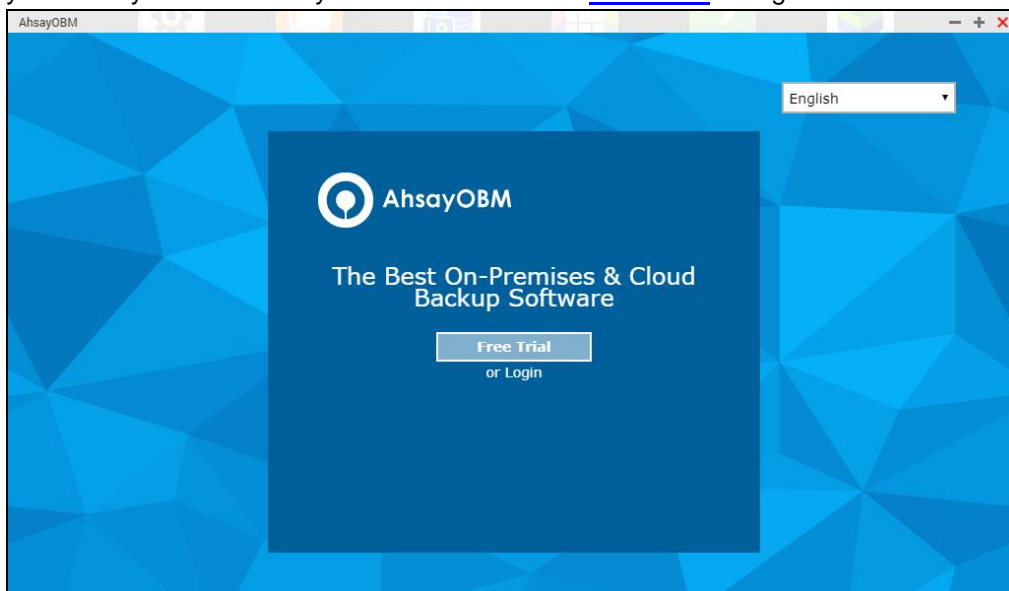 AhsayOBM
English
AhsayOBM
The Best On-Premises & Cloud
Backup Software
Free Trial
or Login